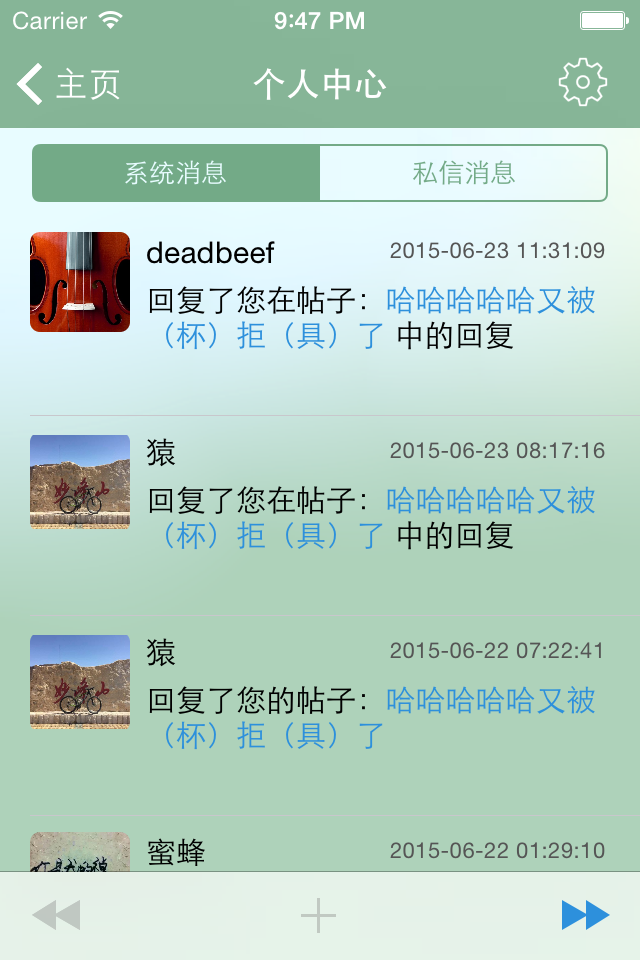 Carrier 9:47 PM
主页 个人中心
系统消息 私信消息
deadbeef 2015-06-23 11:31:09
回复了您在帖子：哈哈哈哈哈又被
（杯）拒（具）了 中的回复
猿 2015-06-23 08:17:16
回复了您在帖子：哈哈哈哈哈又被
（杯）拒（具）了 中的回复
猿 2015-06-22 07:22:41
回复了您的帖子：哈哈哈哈哈又被
（杯）拒（具）了
蜜蜂 2015-06-22 01:29:10